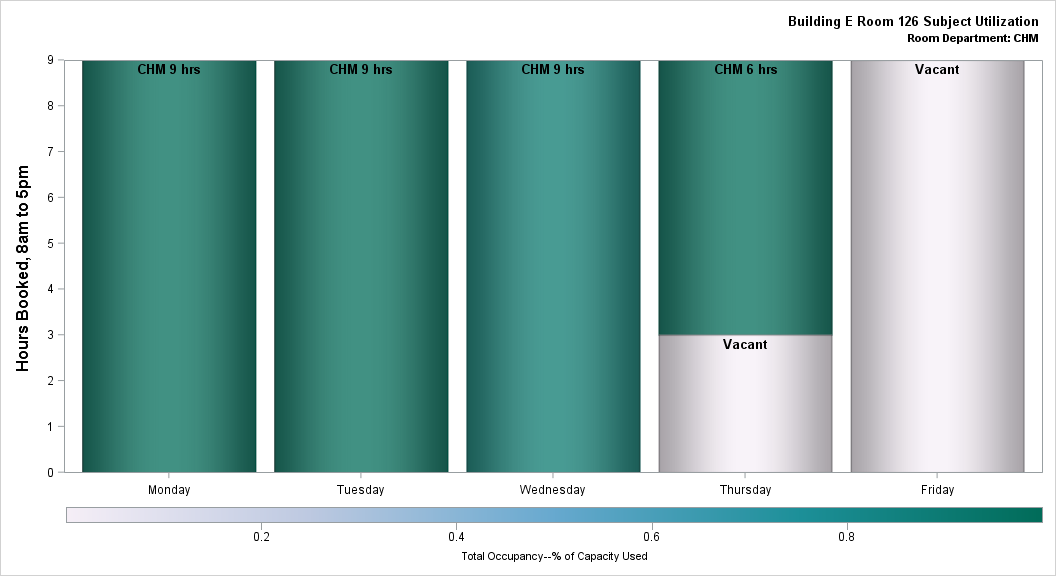 Building E Room 126 Subject Utilization
Room Department: CHM
Hours Booked, 8am to 5pm
9
8
7
6
5
4
3
2
1
0
CHM 9 hrs
CHM 9 hrs
CHM 9 hrs
CHM 6 hrs
Vacant
Vacant
Monday
Tuesday
Wednesday
Thursday
Friday
0.2
0.4
0.6
0.8
Total Occupancy--% of Capacity Used